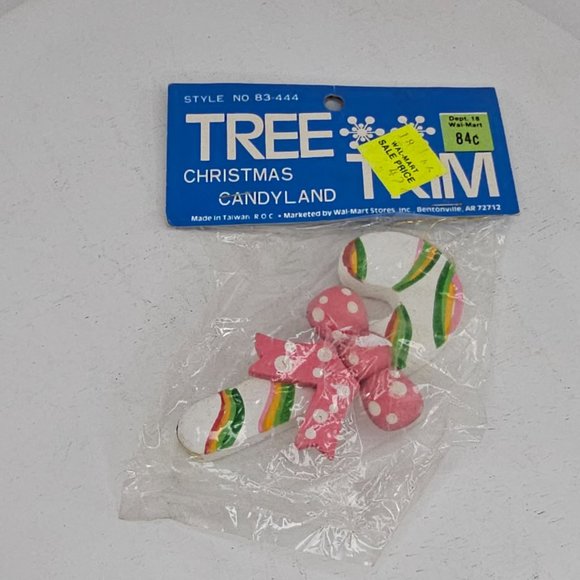 STYLE NO 83-444
TREE TRIM
Dept. 18
Wal-Mart
84¢
WAL-MART
SALE PRICE
CHRISTMAS
CANDYLAND
Made in Taiwan R.O.C. • Marketed by Wal-Mart Stores, Inc., Bentonville, AR 72712